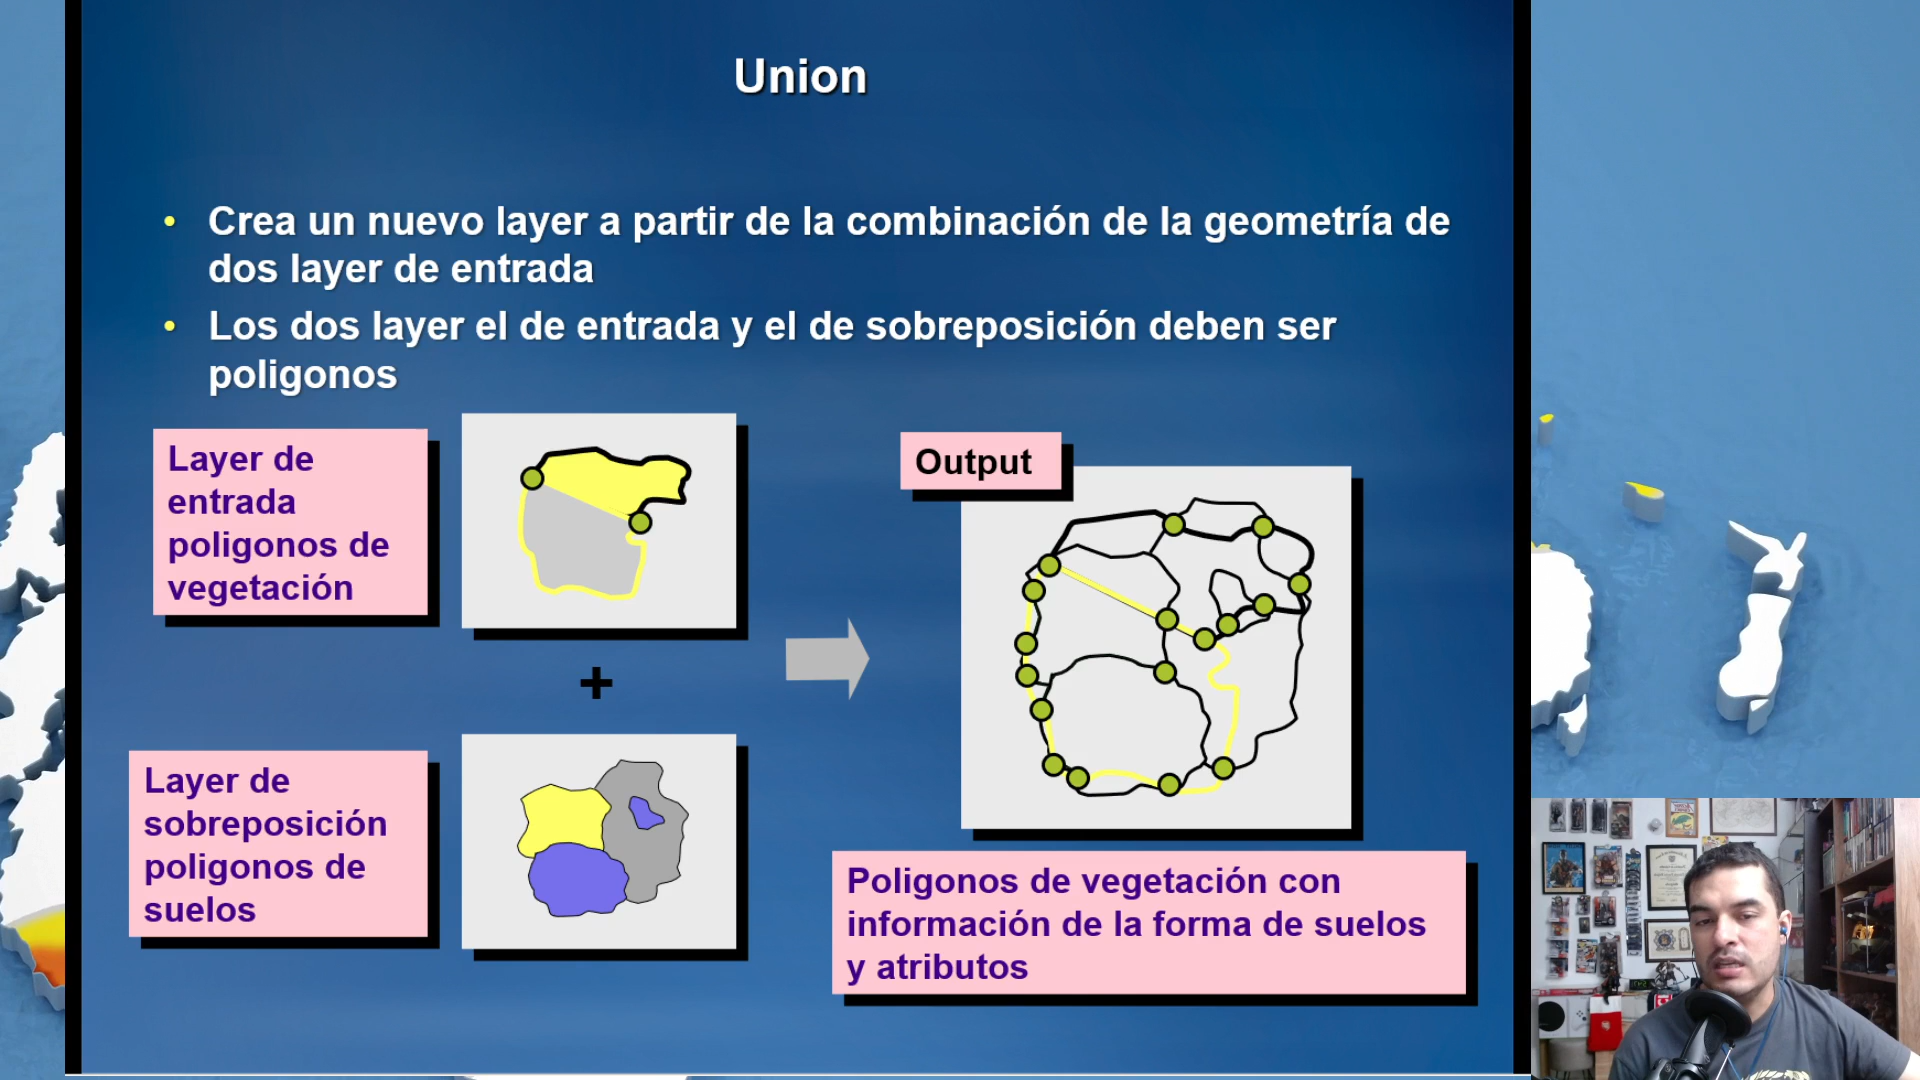 Union
• Crea un nuevo layer a partir de la combinación de la geometría de
dos layer de entrada
• Los dos layer el de entrada y el de sobreposición deben ser
poligonos
Layer de
entrada
poligonos de
vegetación
+
Layer de
sobreposición
poligonos de
suelos
Output
Poligonos de vegetación con
información de la forma de suelos
y atributos